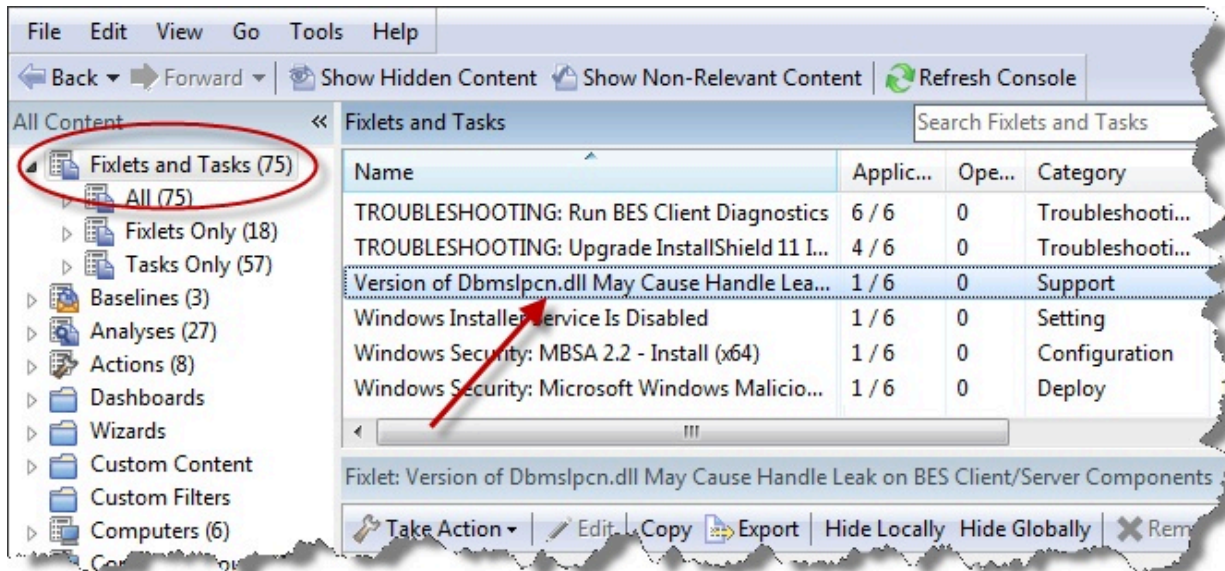 File Edit View Go Tools Help
Back Forward Show Hidden Content Show Non-Relevant Content Refresh Console
All Content « Fixlets and Tasks Search Fixlets and Tasks
Fixlets and Tasks (75)
All (75)
Fixlets Only (18)
Tasks Only (57)
Baselines (3)
Analyses (27)
Actions (8)
Dashboards
Wizards
Custom Content
Custom Filters
Computers (6)
Name Applic... Ope... Category
TROUBLESHOOTING: Run BES Client Diagnostics 6 / 6 0 Troubleshooti...
TROUBLESHOOTING: Upgrade InstallShield 11 I... 4 / 6 0 Troubleshooti...
Version of Dbmslpcn.dll May Cause Handle Lea... 1 / 6 0 Support
Windows Installer Service Is Disabled 1 / 6 0 Setting
Windows Security: MBSA 2.2 - Install (x64) 1 / 6 0 Configuration
Windows Security: Microsoft Windows Malicio... 1 / 6 0 Deploy
Fixlet: Version of Dbmslpcn.dll May Cause Handle Leak on BES Client/Server Components
Take Action Edit Copy Export Hide Locally Hide Globally Rem